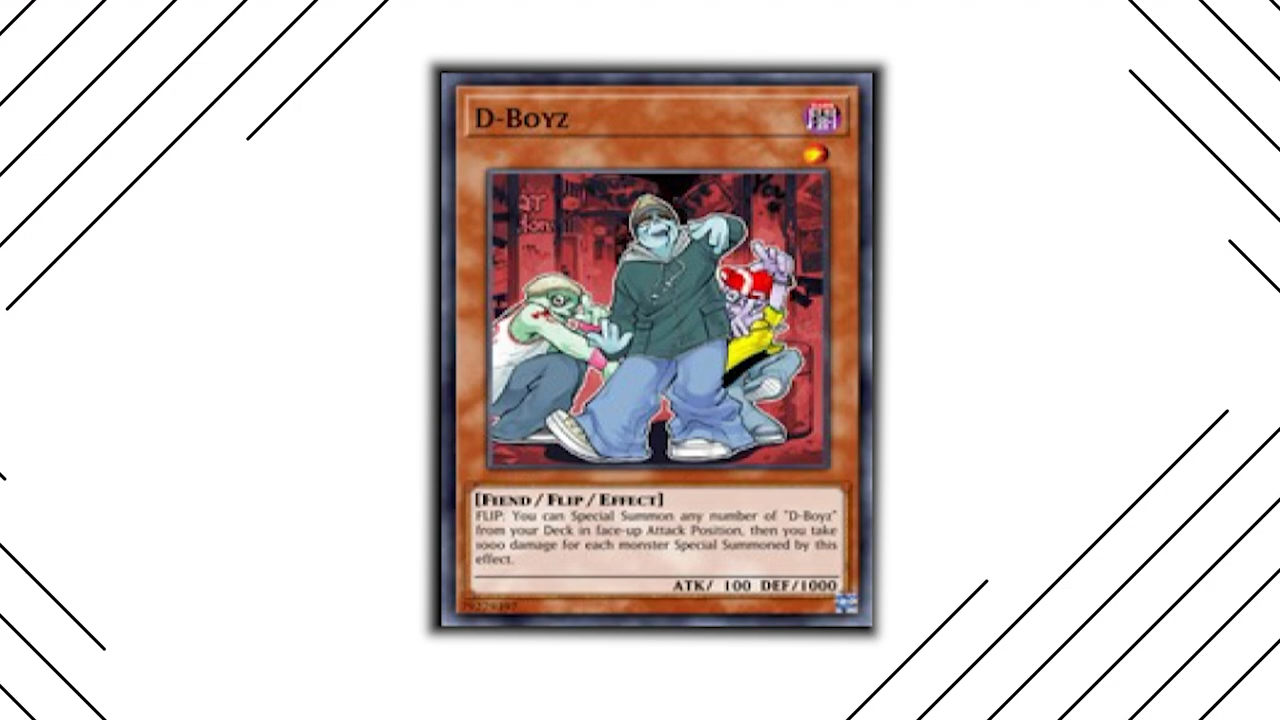 D-Boyz
[Fiend / Flip / Effect]
FLIP: You can Special Summon any number of "D-Boyz"
from your Deck in face-up Attack Position, then you take
1000 damage for each monster Special Summoned by this
effect.
ATK/ 100 DEF/1000